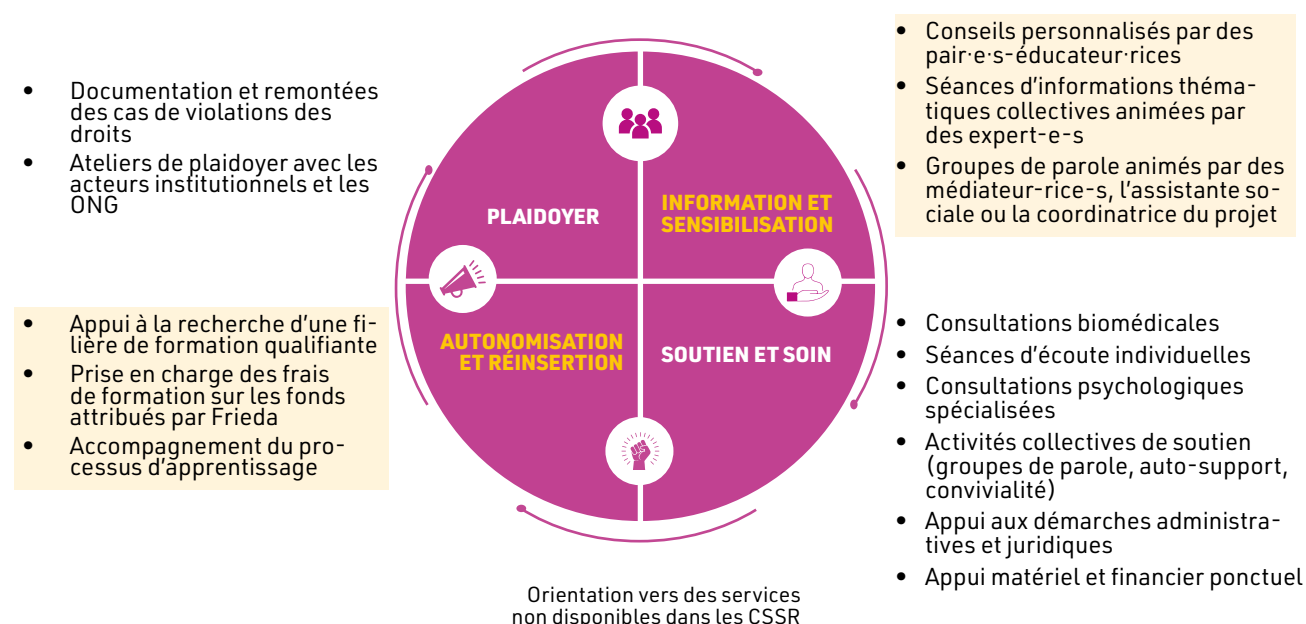 • Documentation et remontées
des cas de violations des
droits
• Ateliers de plaidoyer avec les
acteurs institutionnels et les
ONG
PLAIDOYER
INFORMATION ET
SENSIBILISATION
• Conseils personnalisés par des
pair·e·s-éducateur·rices
• Séances d'informations théma-
tiques collectives animées par
des expert-e-s
• Groupes de parole animés par des
médiateur-rice-s, l'assistante so-
ciale ou la coordinatrice du projet
• Appui à la recherche d'une fi-
lière de formation qualifiante
• Prise en charge des frais
de formation sur les fonds
attribués par Frieda
• Accompagnement du pro-
cessus d'apprentissage
AUTONOMISATION
ET RÉINSERTION
SOUTIEN ET SOIN
• Consultations biomédicales
• Séances d'écoute individuelles
• Consultations psychologiques
spécialisées
• Activités collectives de soutien
(groupes de parole, auto-support,
convivialité)
• Appui aux démarches administra-
tives et juridiques
• Appui matériel et financier ponctuel
Orientation vers des services
non disponibles dans les CSSR